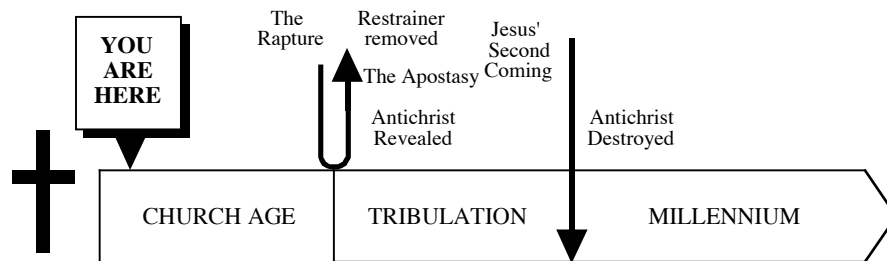 YOU
ARE
HERE
The
Rapture
Restrainer
removed
The Apostasy
Antichrist
Revealed
Jesus'
Second
Coming
Antichrist
Destroyed
CHURCH AGE
TRIBULATION
MILLENNIUM